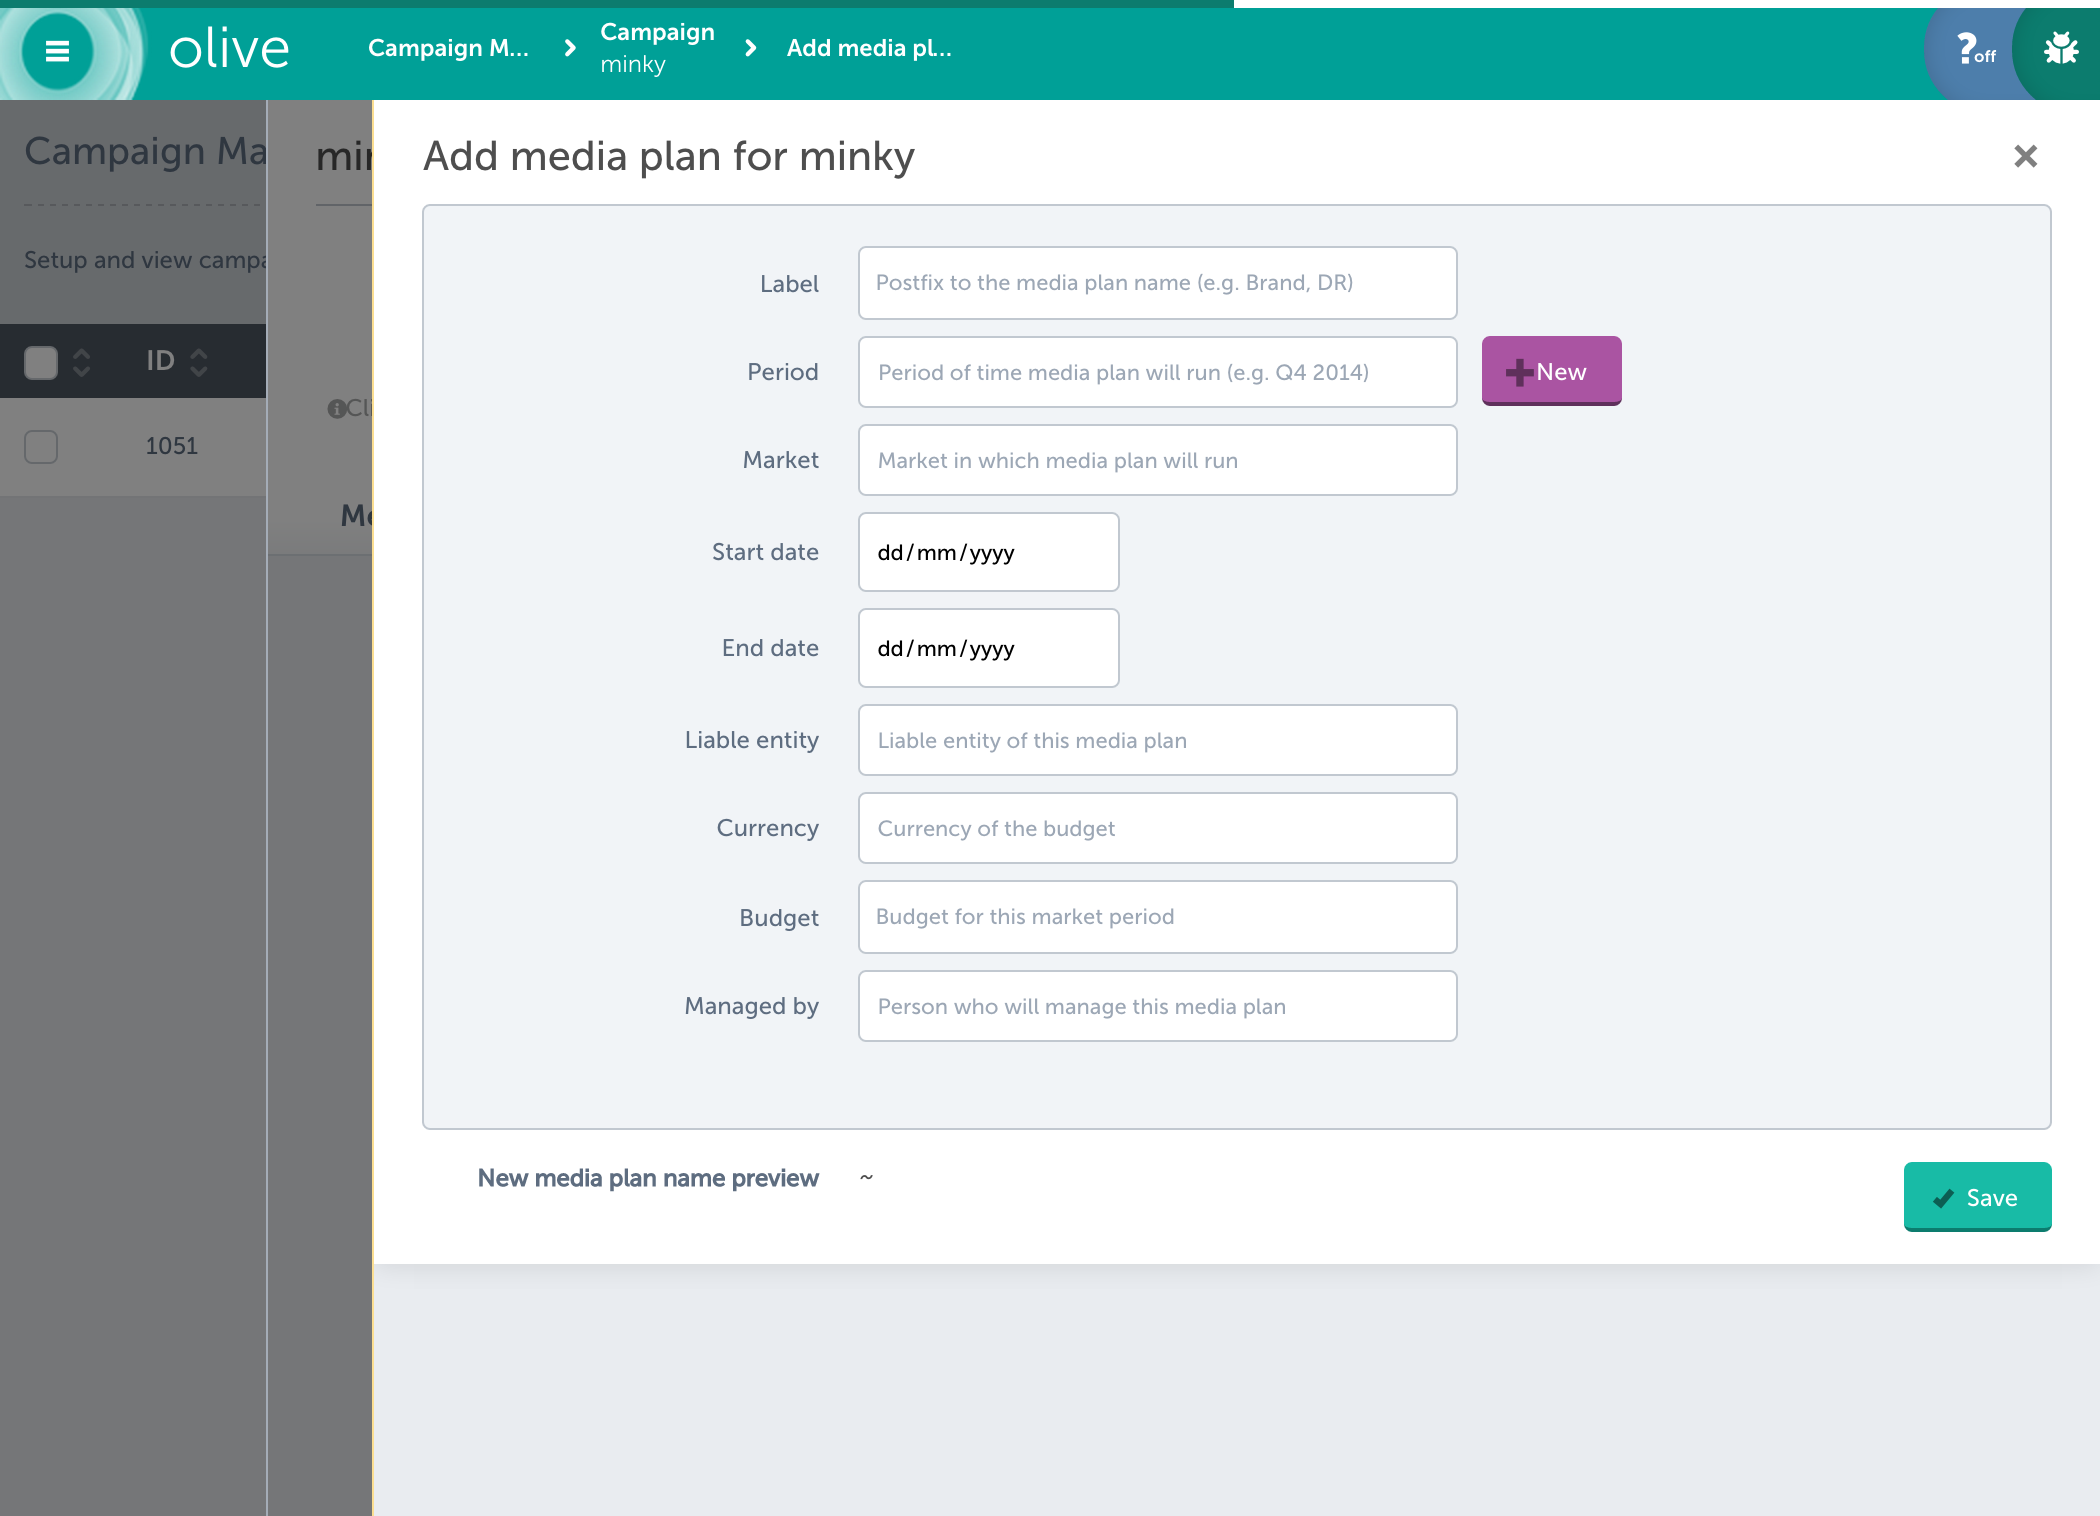 olive
Campaign M...
Campaign
minky
Add media pl...
?off
Campaign Ma
Setup and view campa
ID
1051
Cli
Add media plan for minky
Label
Postfix to the media plan name (e.g. Brand, DR)
Period
Period of time media plan will run (e.g. Q4 2014)
New
Market
Market in which media plan will run
Start date
dd/mm/yyyy
End date
dd/mm/yyyy
Liable entity
Liable entity of this media plan
Currency
Currency of the budget
Budget
Budget for this market period
Managed by
Person who will manage this media plan
New media plan name preview
~
Save